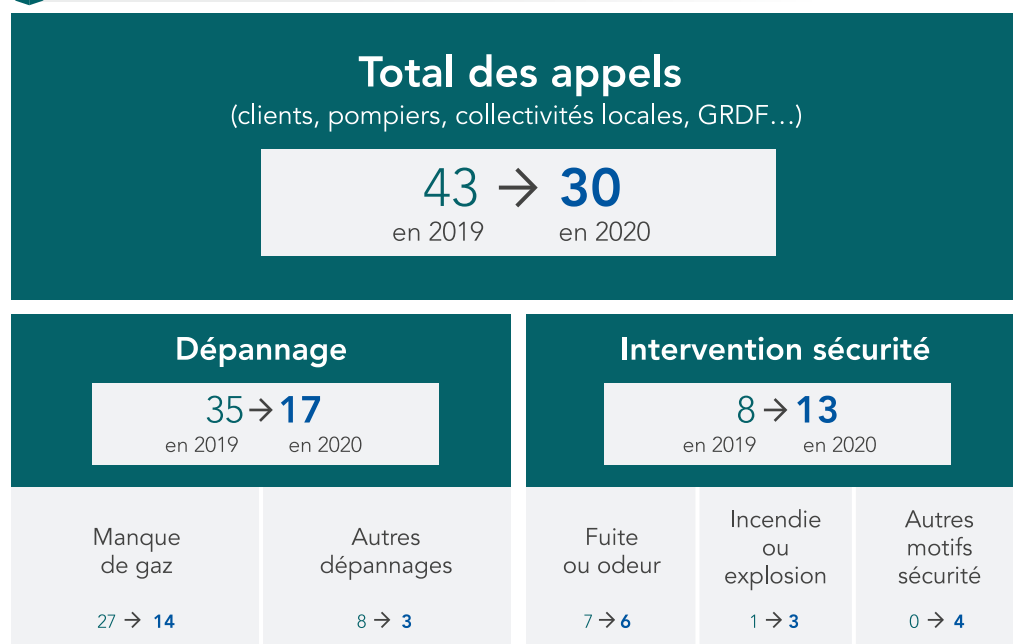 Total des appels
(clients, pompiers, collectivités locales, GRDF...)
43 → 30
en 2019 en 2020
Dépannage
35 → 17
en 2019 en 2020
Manque
de gaz
27 → 14
Autres
dépannages
8 → 3
Intervention sécurité
8 → 13
en 2019 en 2020
Fuite
ou odeur
7 → 6
Incendie
ou
explosion
1 → 3
Autres
motifs
sécurité
0 → 4